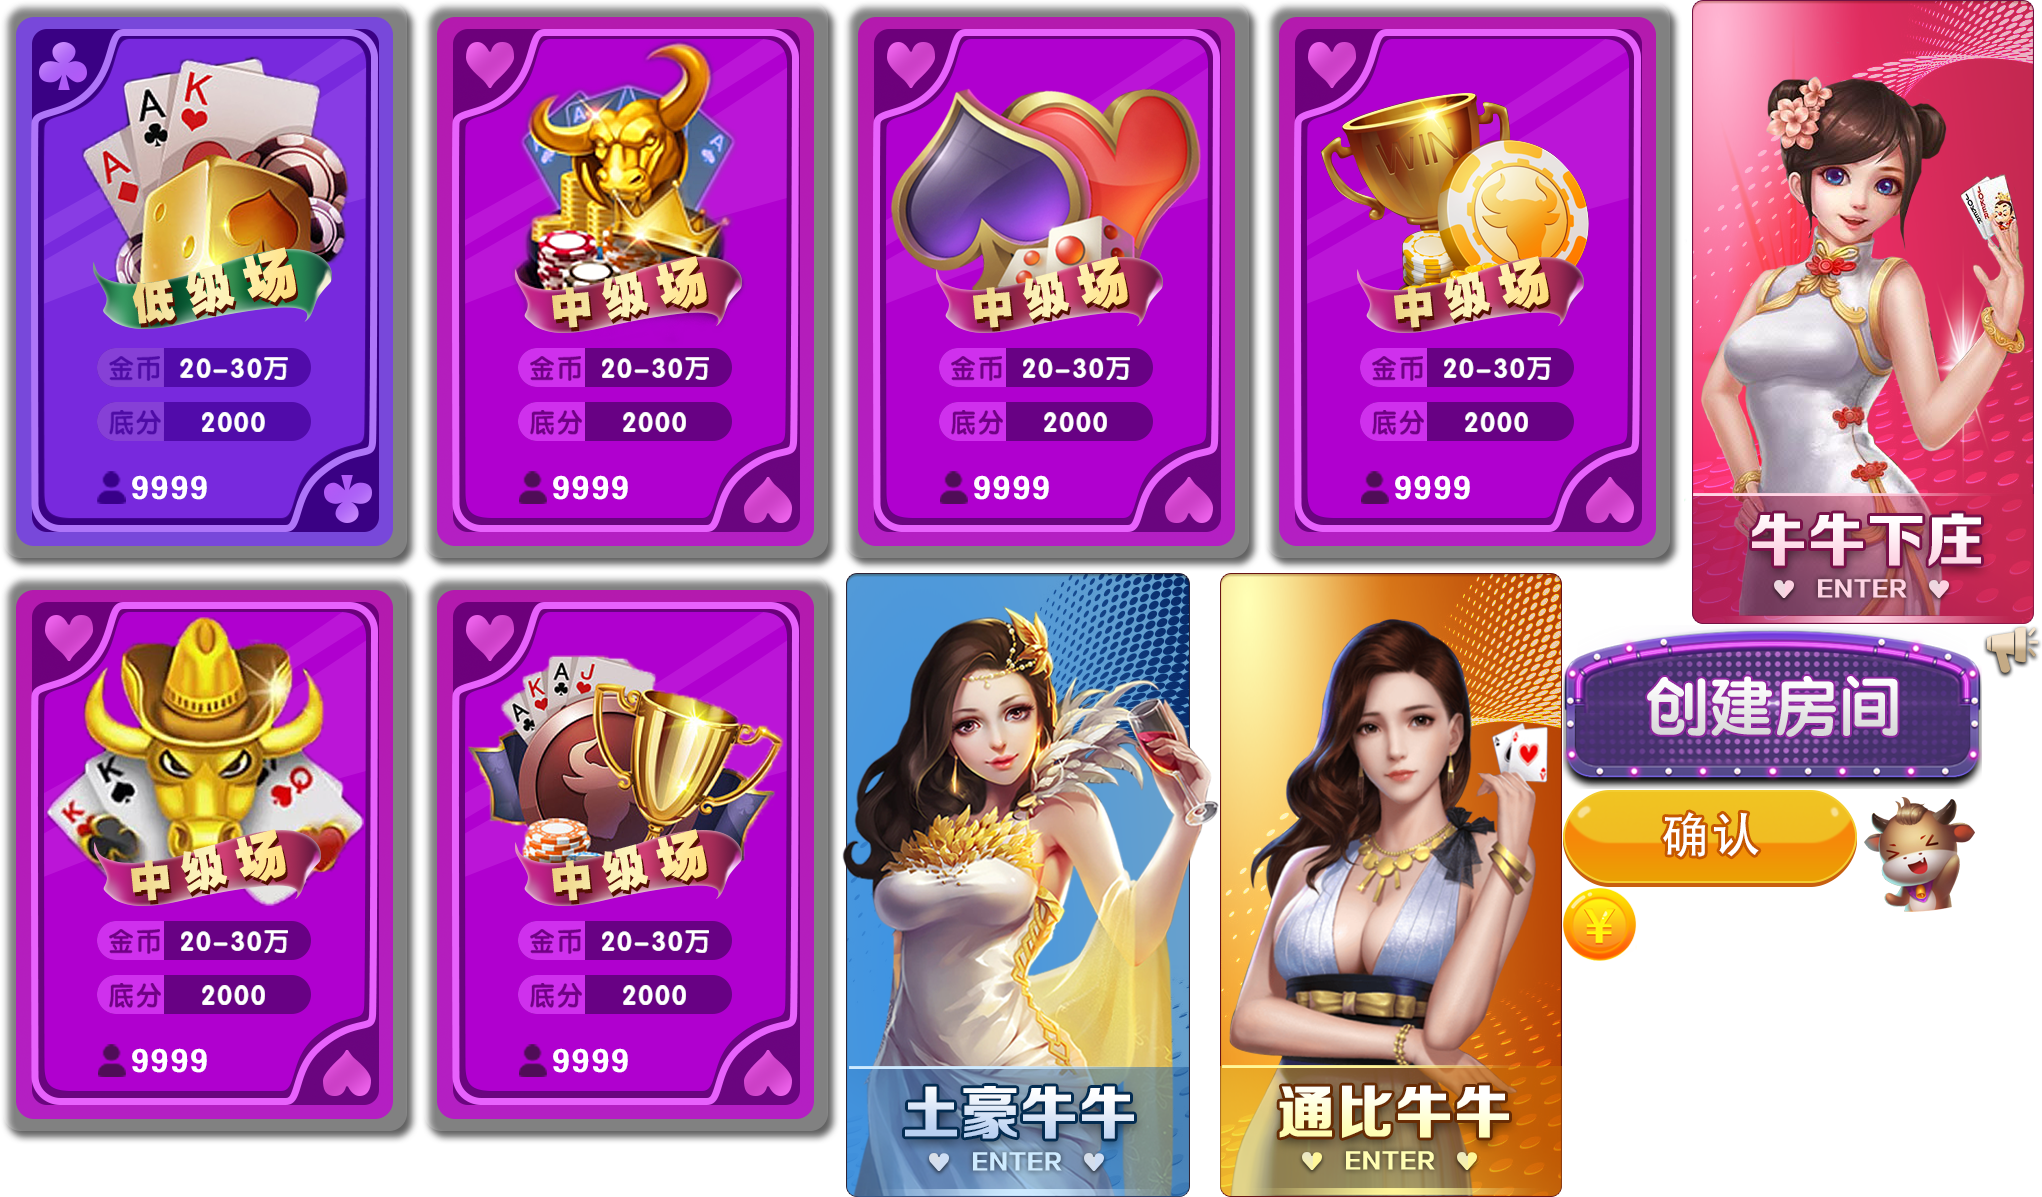 A
K
A
低级场
金币 20-30万
底分 2000
9999
A
A
中级场
金币 20-30万
底分 2000
9999
中级场
金币 20-30万
底分 2000
9999
WIN
中级场
金币 20-30万
底分 2000
9999
JOKER
牛牛下庄
ENTER
K
K
Q
中级场
金币 20-30万
底分 2000
9999
A
K
A
J
中级场
金币 20-30万
底分 2000
9999
土豪牛牛
ENTER
A
通比牛牛
ENTER
创建房间
确认
¥